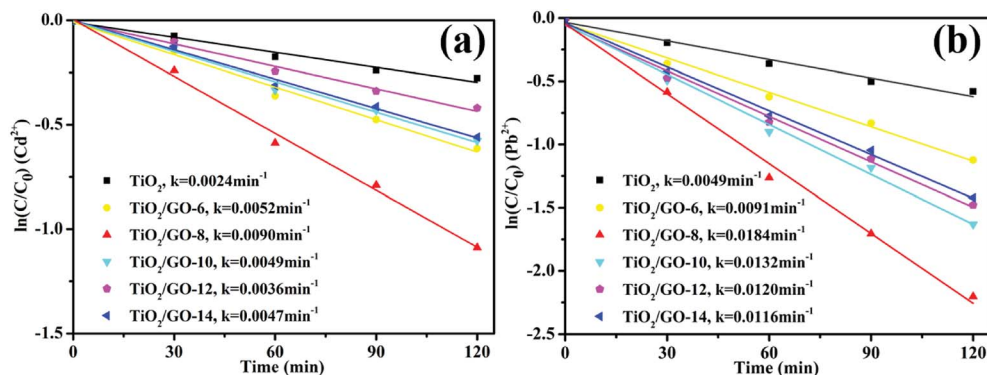 (a)
ln(C/C₀) (Cd²⁺)
0.0
-0.5
-1.0
-1.5
TiO₂, k=0.0024min⁻¹
TiO₂/GO-6, k=0.0052min⁻¹
TiO₂/GO-8, k=0.0090min⁻¹
TiO₂/GO-10, k=0.0049min⁻¹
TiO₂/GO-12, k=0.0036min⁻¹
TiO₂/GO-14, k=0.0047min⁻¹
0 30 60 90 120
Time (min)
(b)
ln(C/C₀) (Pb²⁺)
0.0
-0.5
-1.0
-1.5
-2.0
-2.5
TiO₂, k=0.0049min⁻¹
TiO₂/GO-6, k=0.0091min⁻¹
TiO₂/GO-8, k=0.0184min⁻¹
TiO₂/GO-10, k=0.0132min⁻¹
TiO₂/GO-12, k=0.0120min⁻¹
TiO₂/GO-14, k=0.0116min⁻¹
0 30 60 90 120
Time (min)